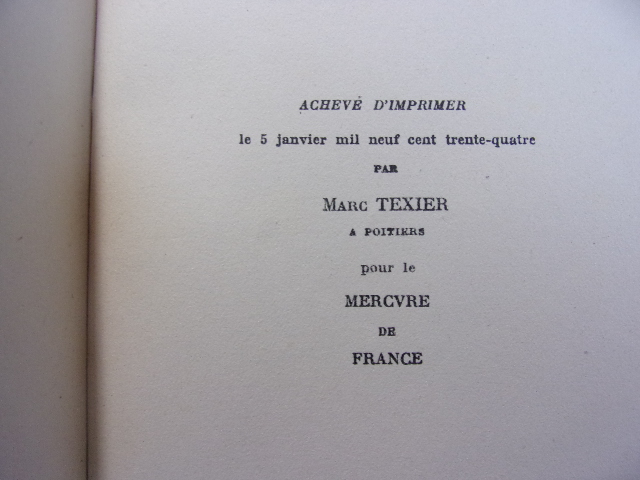 ACHEVÉ D'IMPRIMER
le 5 janvier mil neuf cent trente-quatre
PAR
MARC TEXIER
A POITIERS
pour le
MERCVRE
DE
FRANCE